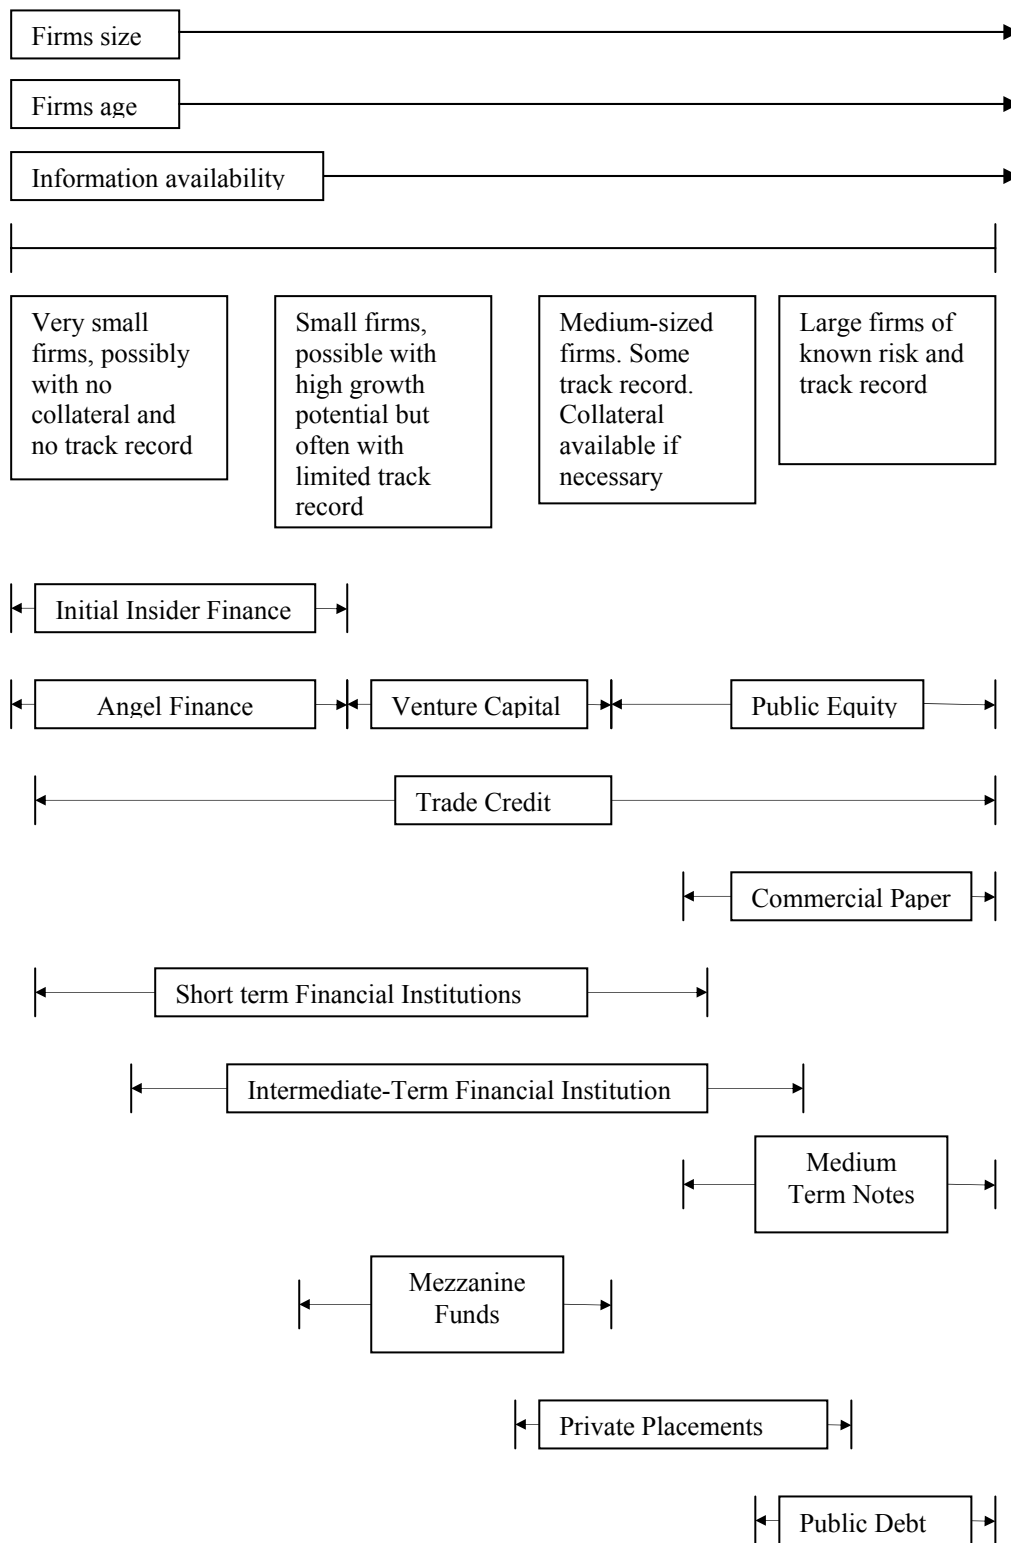 Firms size
Firms age
Information availability
Very small
firms, possibly
with no
collateral and
no track record
Small firms,
possible with
high growth
potential but
often with
limited track
record
Medium-sized
firms. Some
track record.
Collateral
available if
necessary
Large firms of
known risk and
track record
Initial Insider Finance
Angel Finance
Venture Capital
Public Equity
Trade Credit
Commercial Paper
Short term Financial Institutions
Intermediate-Term Financial Institution
Medium
Term Notes
Mezzanine
Funds
Private Placements
Public Debt